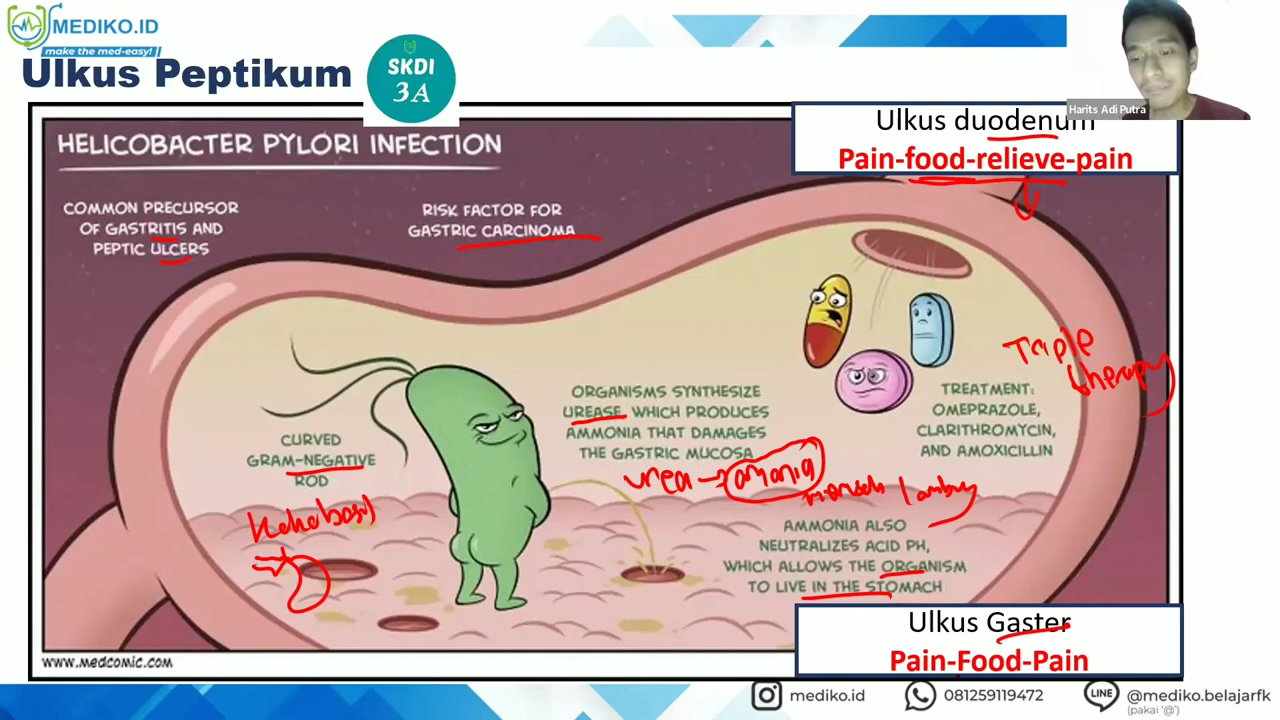 MEDIKO.ID
make the med-easy!
Ulkus Peptikum
SKDI
3A
Harits Adi Putra
Ulkus duodenum
Pain-food-relieve-pain
HELICOBACTER PYLORI INFECTION
COMMON PRECURSOR
OF GASTRITIS AND
PEPTIC ULCERS
RISK FACTOR FOR
GASTRIC CARCINOMA
CURVED
GRAM-NEGATIVE
ROD
ORGANISMS SYNTHESIZE
UREASE, WHICH PRODUCES
AMMONIA THAT DAMAGES
THE GASTRIC MUCOSA
urea → amonia
lambung
Triple
therapy
TREATMENT:
OMEPRAZOLE,
CLARITHROMYCIN,
AND AMOXICILLIN
AMMONIA ALSO
NEUTRALIZES ACID PH,
WHICH ALLOWS THE ORGANISM
TO LIVE IN THE STOMACH
Ulkus Gaster
Pain-Food-Pain
www.medcomic.com
mediko.id
081259119472
LINE
@mediko.belajarfk
(pakai '@')